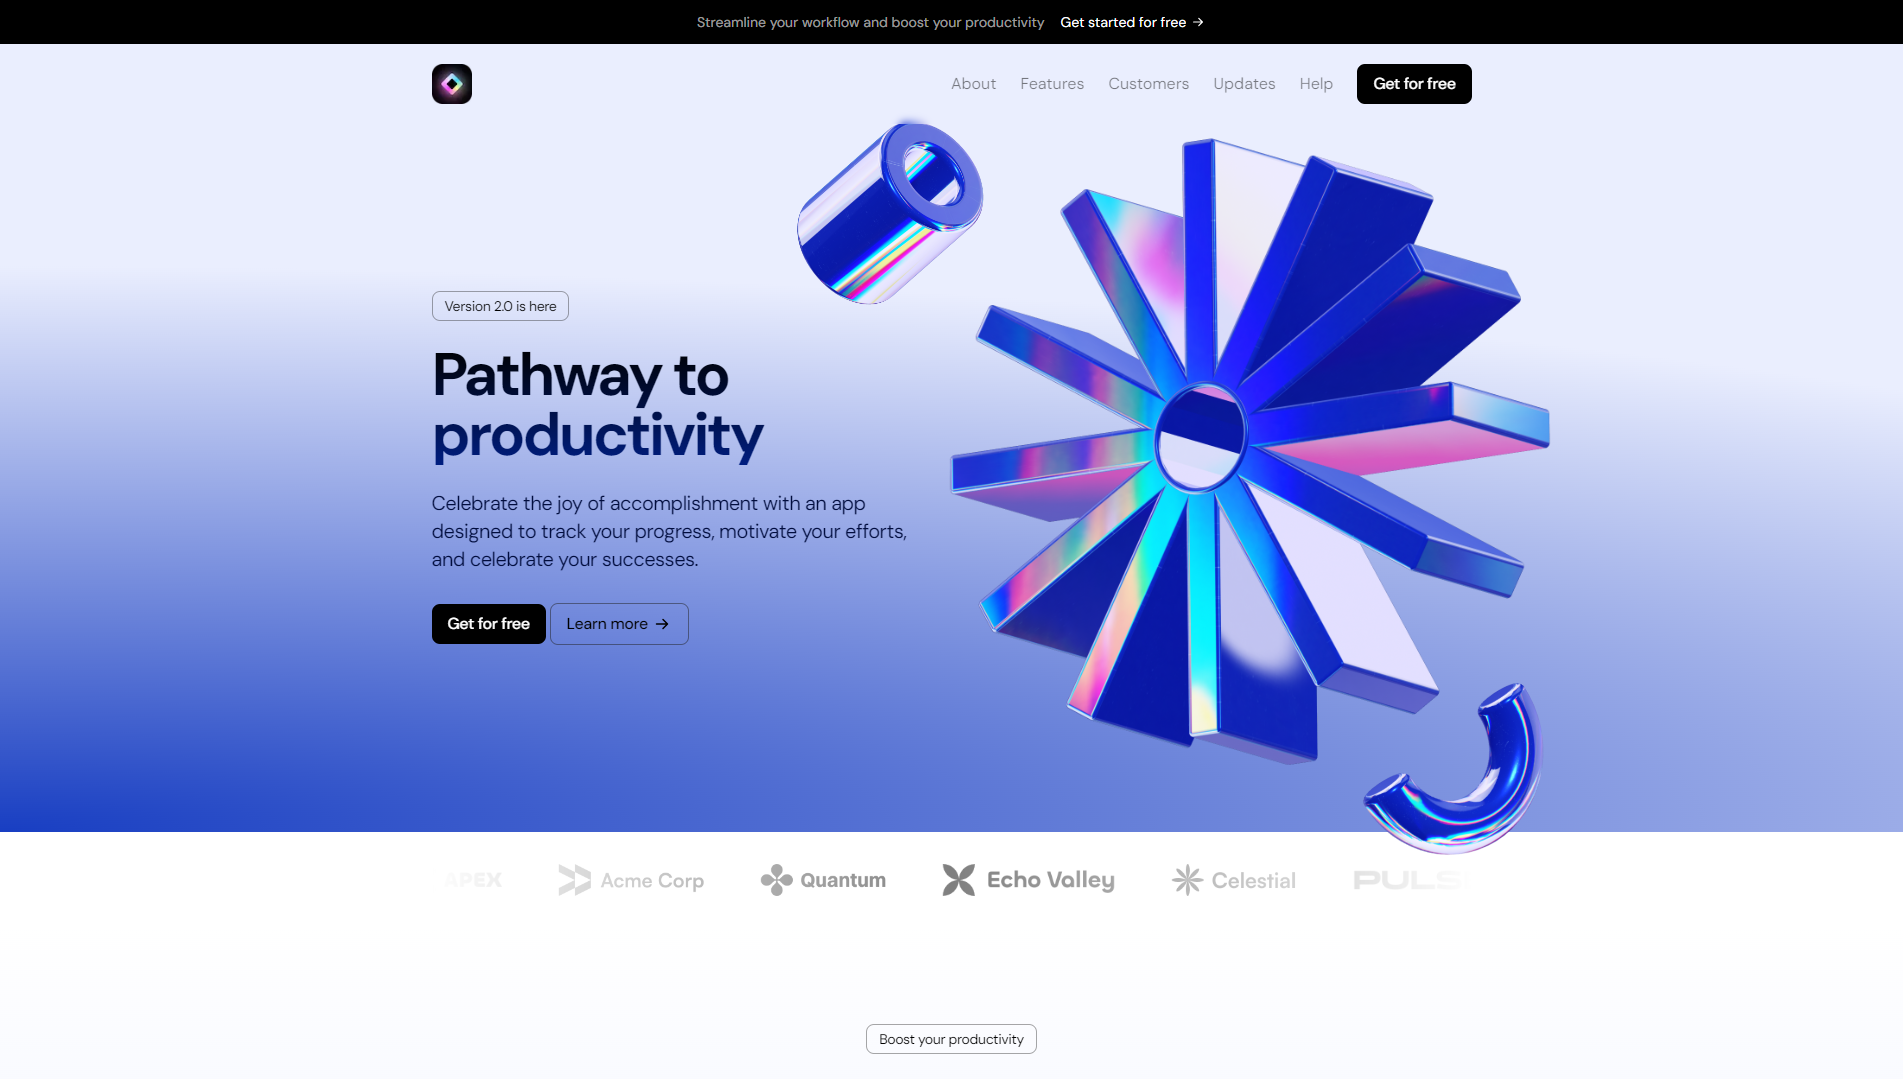 Streamline your workflow and boost your productivity Get started for free →
About Features Customers Updates Help Get for free
Version 2.0 is here
Pathway to
productivity
Celebrate the joy of accomplishment with an app
designed to track your progress, motivate your efforts,
and celebrate your successes.
Get for free Learn more →
APEX Acme Corp Quantum Echo Valley Celestial PULS
Boost your productivity